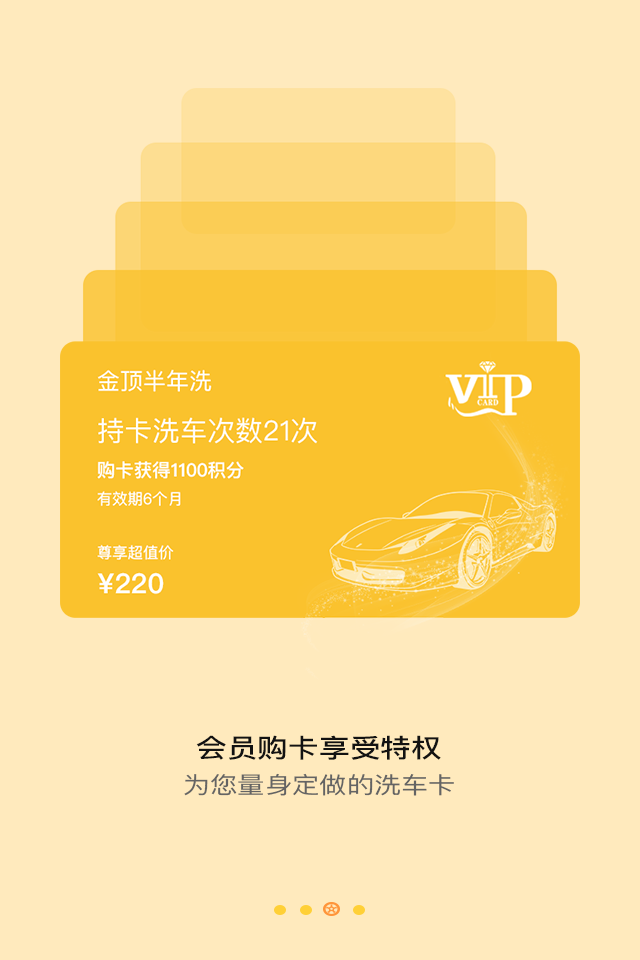 金顶半年洗
VIP
CARD
持卡洗车次数21次
购卡获得1100积分
有效期6个月
尊享超值价
¥220
会员购卡享受特权
为您量身定做的洗车卡